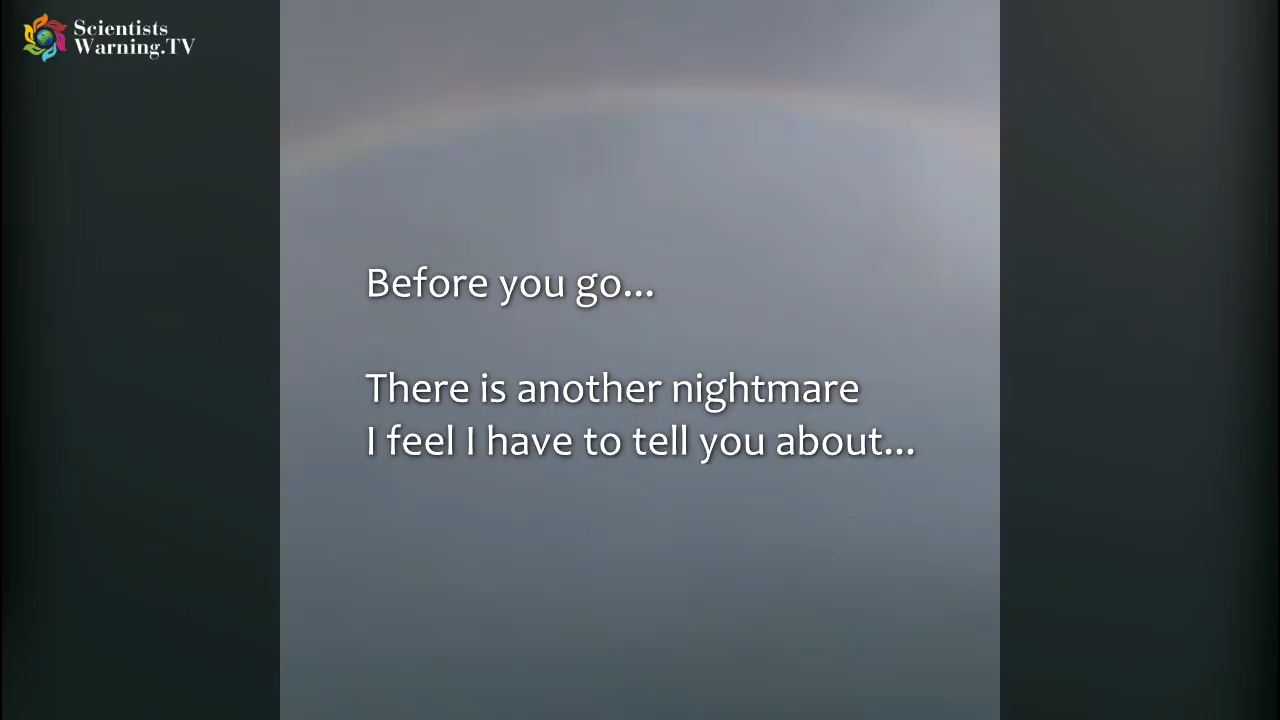 Scientists
Warning.TV
Before you go...
There is another nightmare
I feel I have to tell you about...